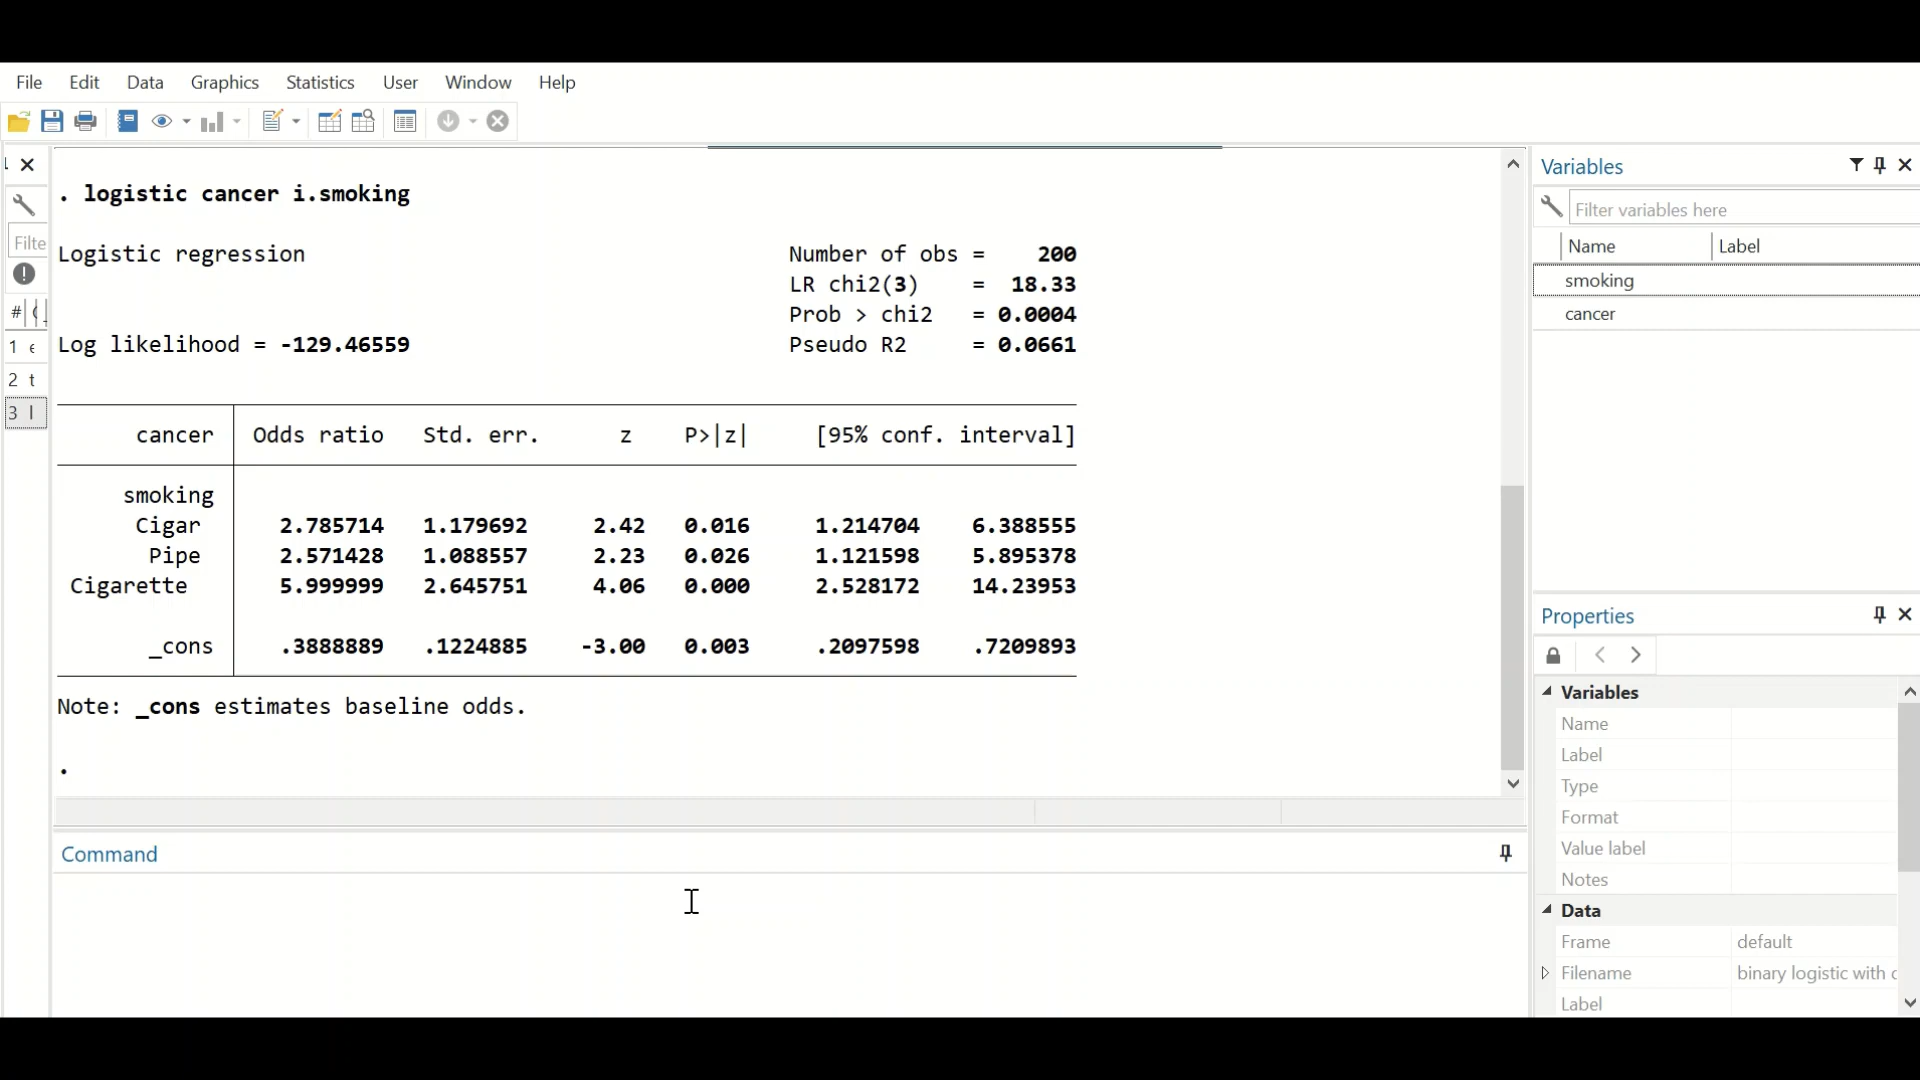 File Edit Data Graphics Statistics User Window Help
. logistic cancer i.smoking
Logistic regression Number of obs = 200
LR chi2(3) = 18.33
Prob > chi2 = 0.0004
Log likelihood = -129.46559 Pseudo R2 = 0.0661
cancer Odds ratio Std. err. z P>|z| [95% conf. interval]
smoking
Cigar 2.785714 1.179692 2.42 0.016 1.214704 6.388555
Pipe 2.571428 1.088557 2.23 0.026 1.121598 5.895378
Cigarette 5.999999 2.645751 4.06 0.000 2.528172 14.23953
_cons .3888889 .1224885 -3.00 0.003 .2097598 .7209893
Note: _cons estimates baseline odds.
.
Command
Filte
#
1
2 t
3 l
Variables
Filter variables here
Name Label
smoking
cancer
Properties
Variables
Name
Label
Type
Format
Value label
Notes
Data
Frame default
Filename binary logistic with
Label